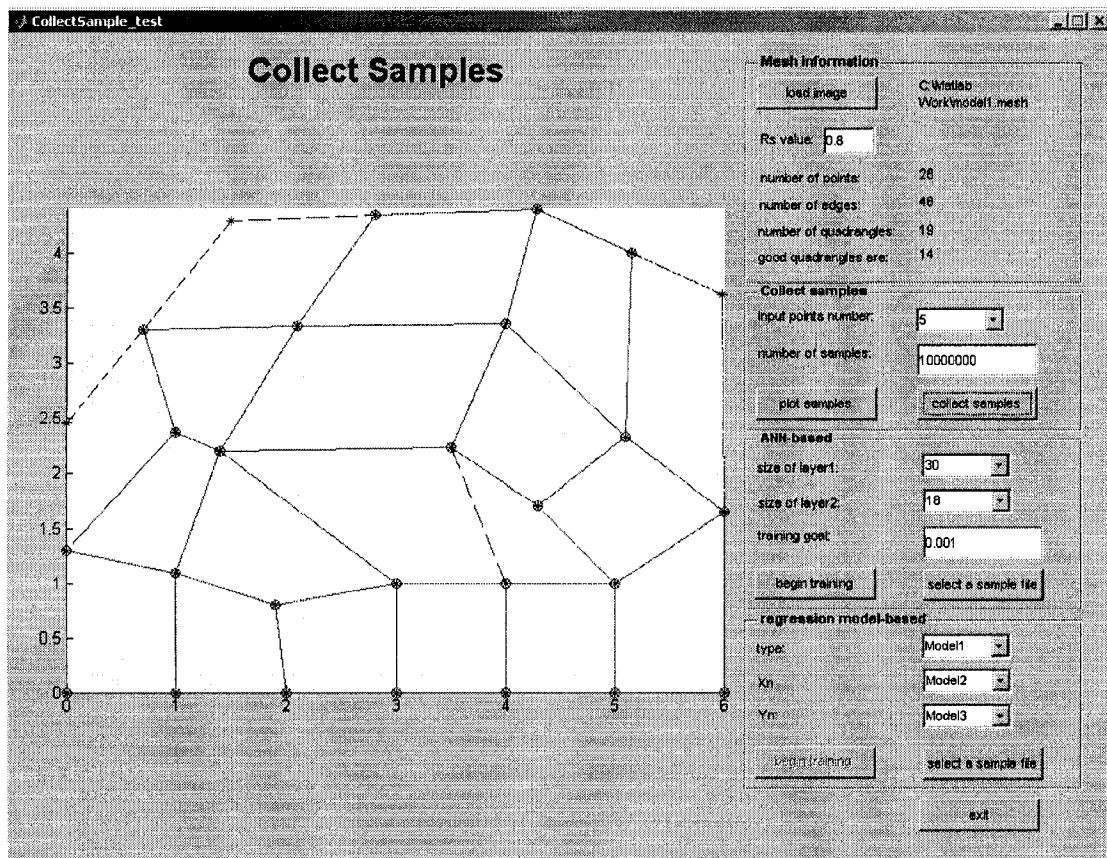 CollectSample_test
Collect Samples
4
3.5
3
2.5
2
1.5
1
0.5
0
0 1 2 3 4 5 6
Mesh information
load image
C:\Matlab
Work\model1.mesh
Rs value: 0.8
number of points: 26
number of edges: 46
number of quadrangles: 19
good quadrangles are: 14
Collect samples
input points number: 5
number of samples: 10000000
plot samples collect samples
ANN-based
size of layer1: 30
size of layer2: 18
training goal: 0.001
begin training select a sample file
regression model-based
type: Model1
Xn Model2
Yn: Model3
begin training select a sample file
exit